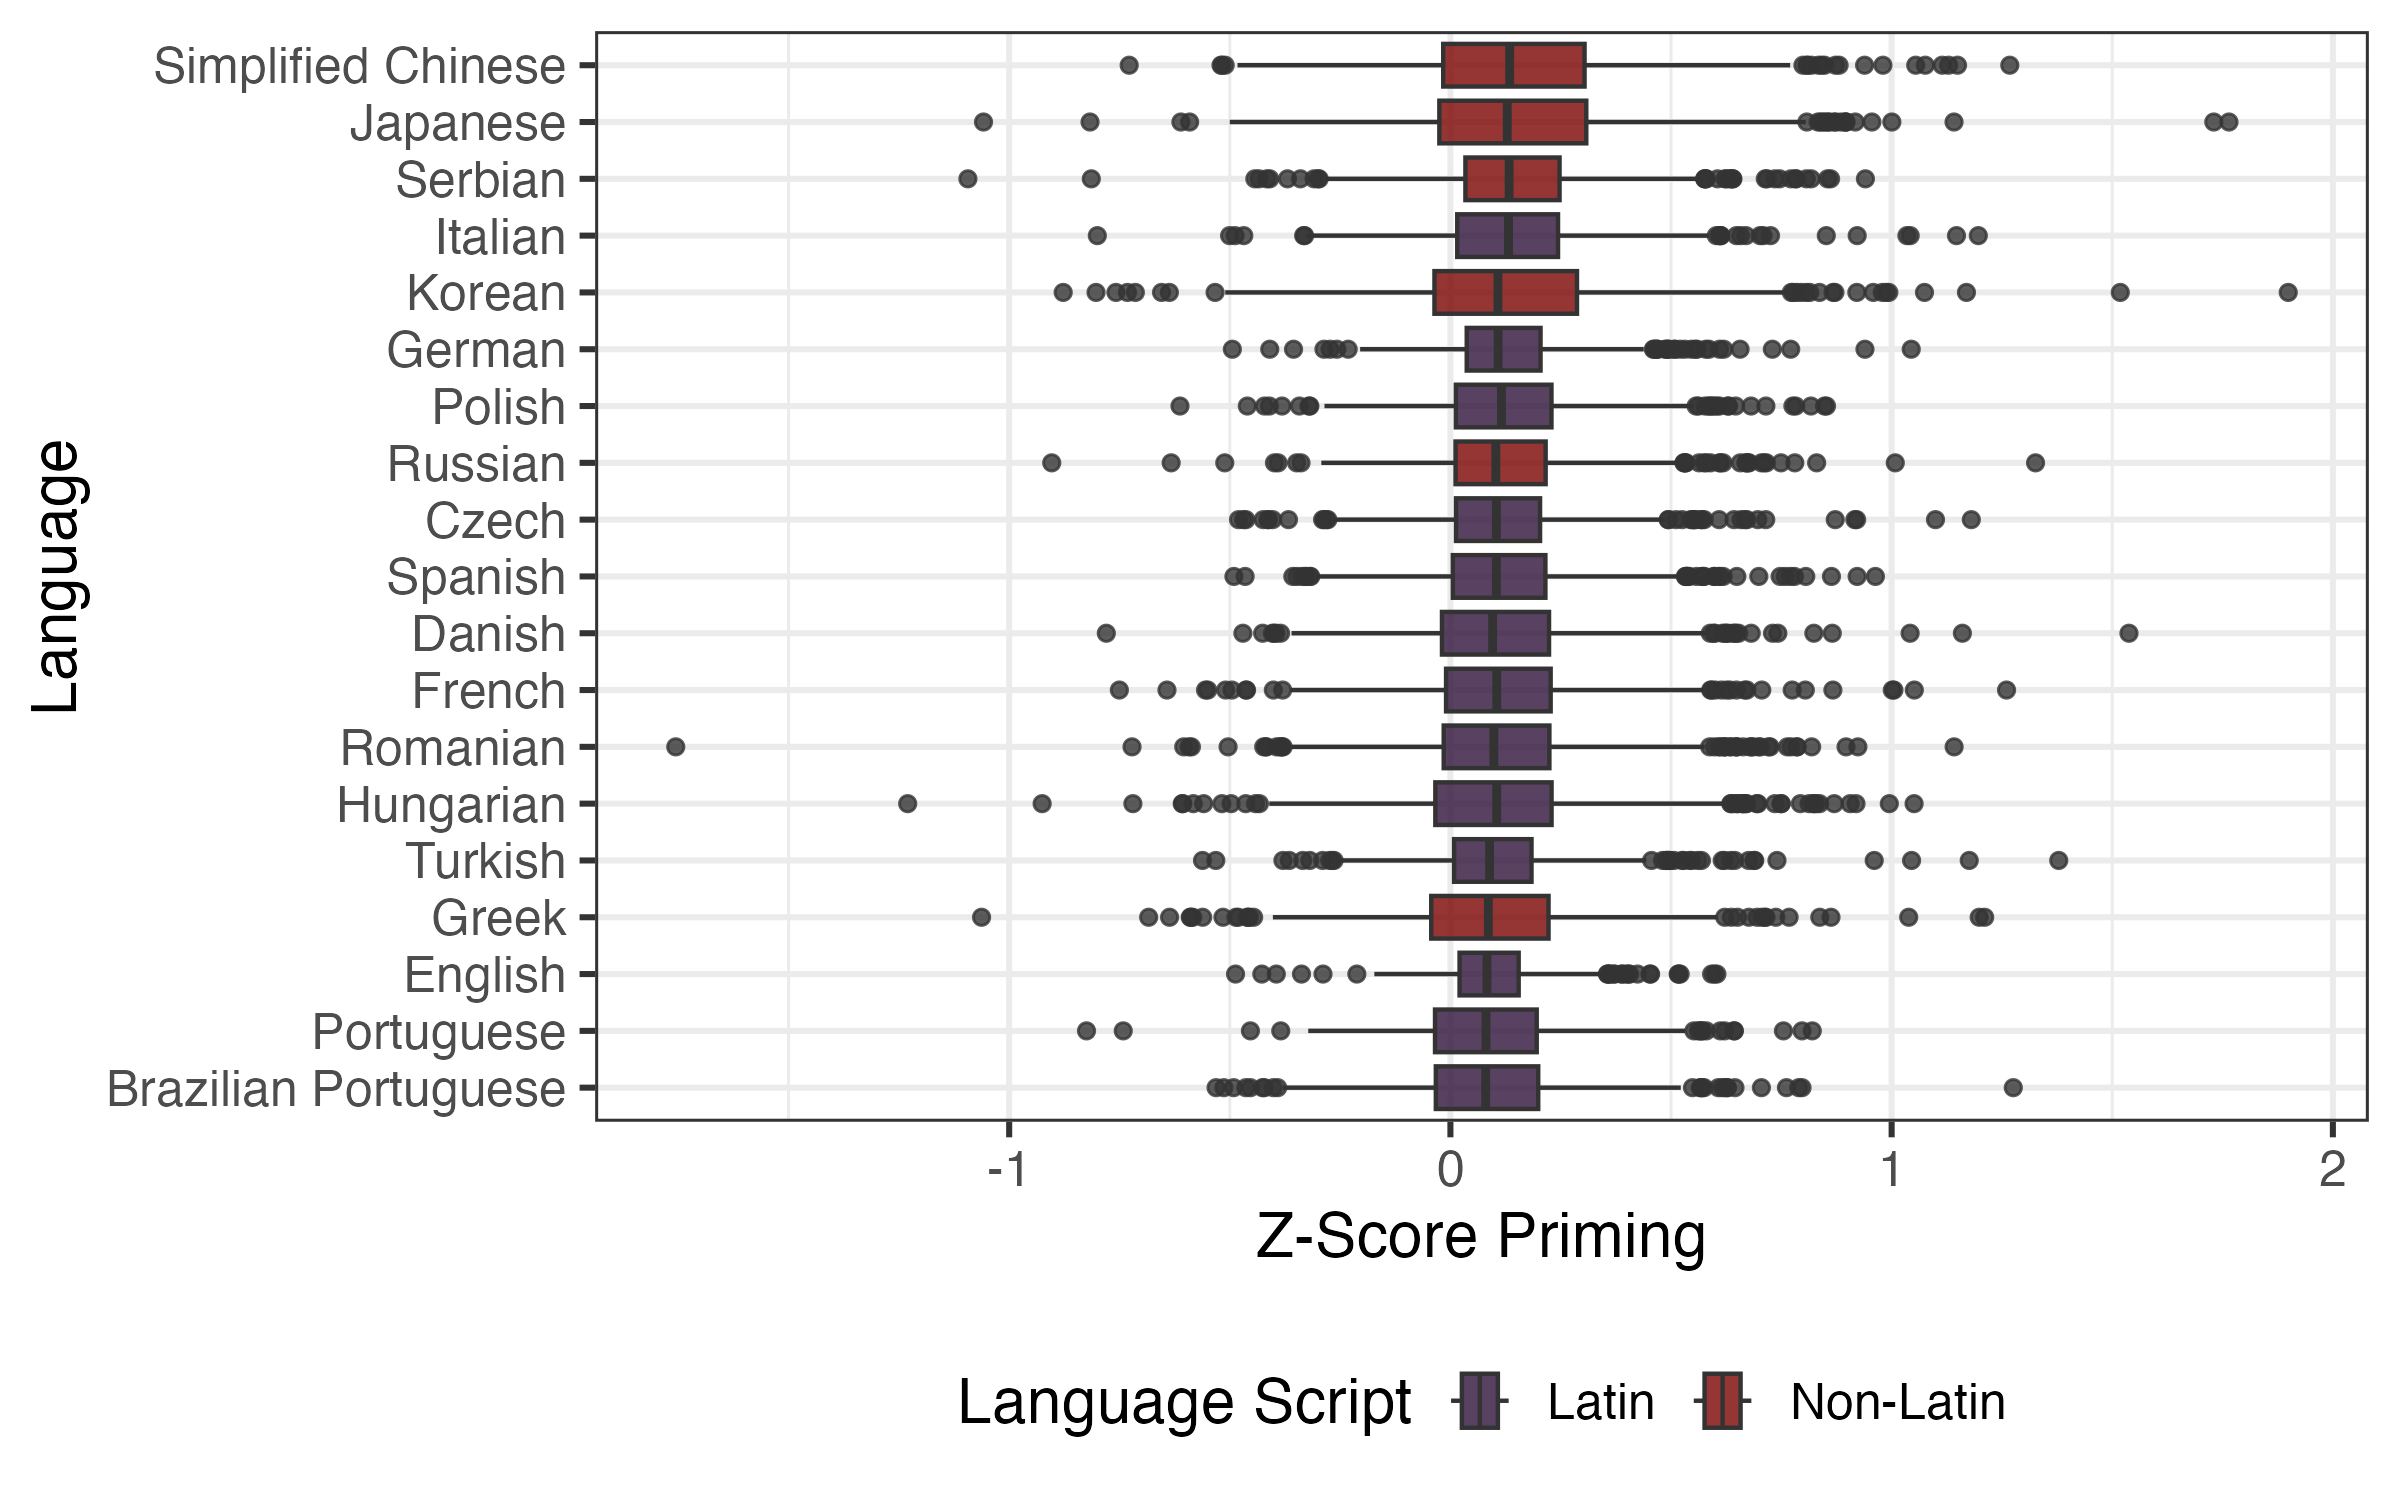 Language
Simplified Chinese
Japanese
Serbian
Italian
Korean
German
Polish
Russian
Czech
Spanish
Danish
French
Romanian
Hungarian
Turkish
Greek
English
Portuguese
Brazilian Portuguese
-1 0 1 2
Z-Score Priming
Language Script Latin Non-Latin